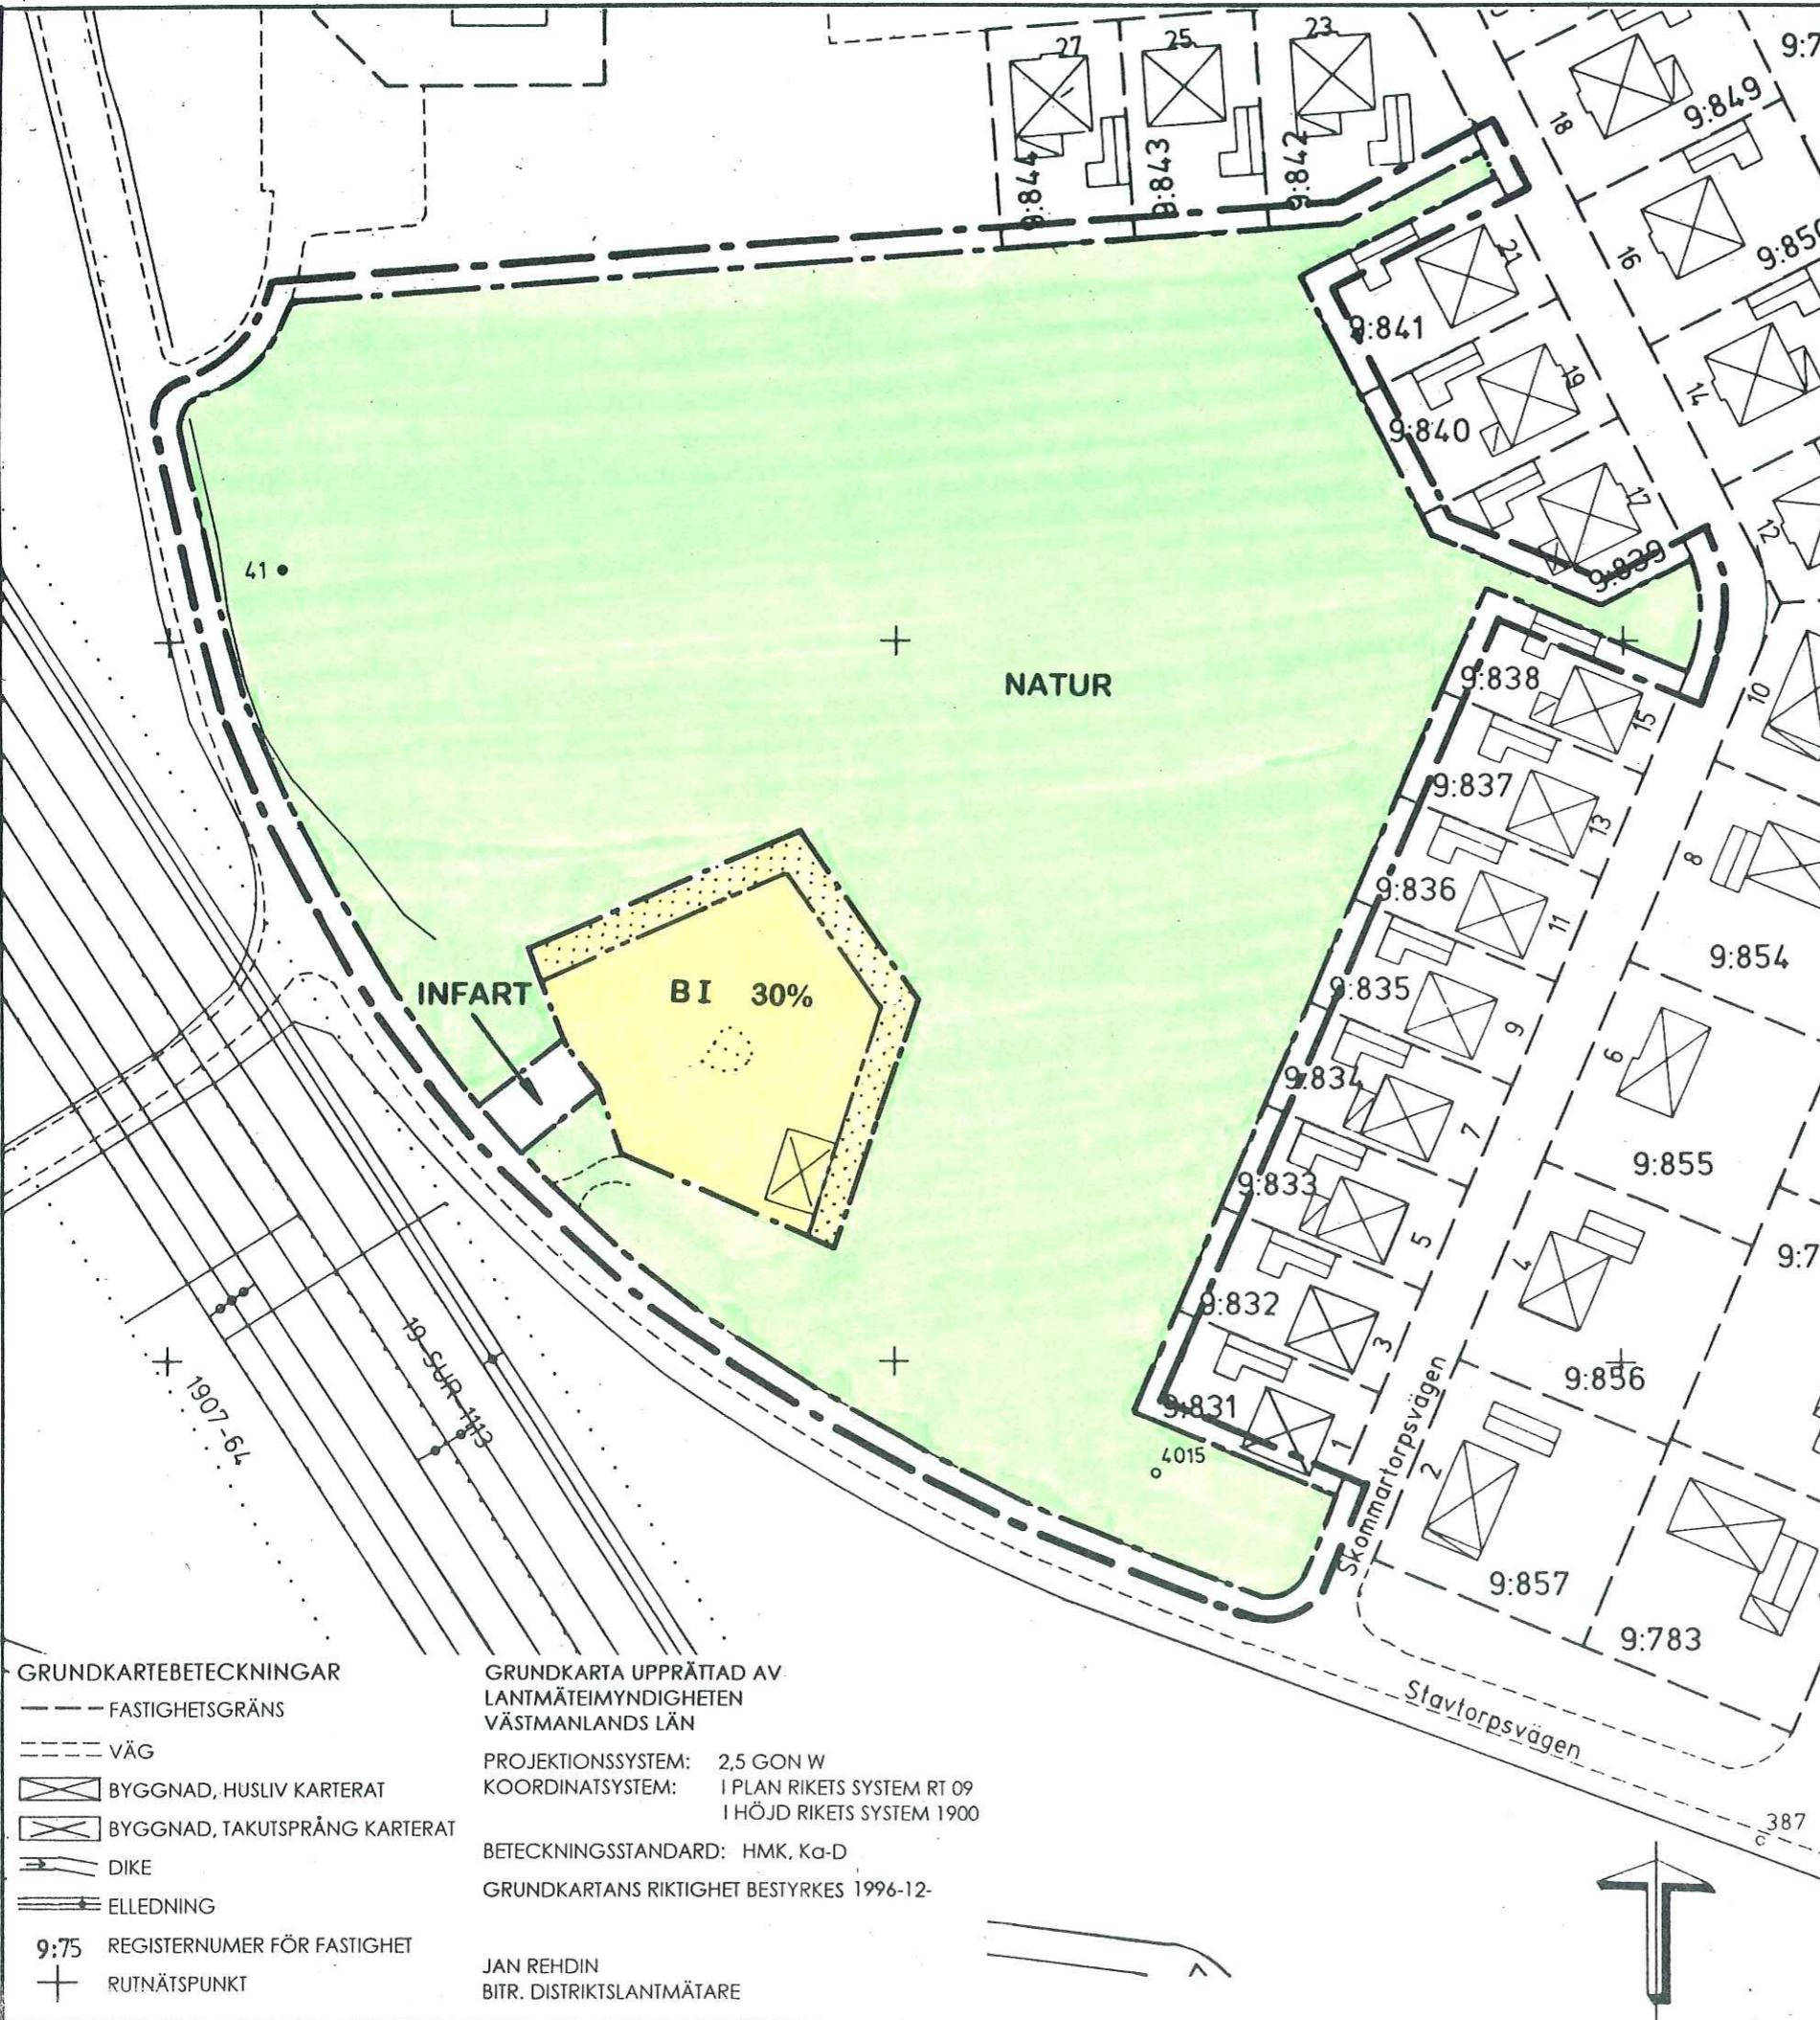 27
25
23
9:7
9:849
18
9:844
9:843
9:842
16
9:850
21
9:841
19
14
9:840
17
12
9:839
41
NATUR
9:838
15
10
9:837
13
8
9:836
11
9:854
INFART
B I 30%
9:835
9
6
9:834
7
9:855
9:833
5
4
9:7
9:832
3
9:856
19 SUR 1113
1907-64
Skommartorpsvägen
9:831
1
2
4015
9:857
9:783
Stavtorpsvägen
387
GRUNDKARTEBETECKNINGAR
FASTIGHETSGRÄNS
VÄG
BYGGNAD, HUSLIV KARTERAT
BYGGNAD, TAKUTSPRÅNG KARTERAT
DIKE
ELLEDNING
9:75 REGISTERNUMER FÖR FASTIGHET
RUTNÄTSPUNKT
GRUNDKARTA UPPRÄTTAD AV
LANTMÄTEIMYNDIGHETEN
VÄSTMANLANDS LÄN
PROJEKTIONSSYSTEM: 2,5 GON W
KOORDINATSYSTEM: I PLAN RIKETS SYSTEM RT 09
I HÖJD RIKETS SYSTEM 1900
BETECKNINGSSTANDARD: HMK, Ka-D
GRUNDKARTANS RIKTIGHET BESTYRKES 1996-12-
JAN REHDIN
BITR. DISTRIKTSLANTMÄTARE